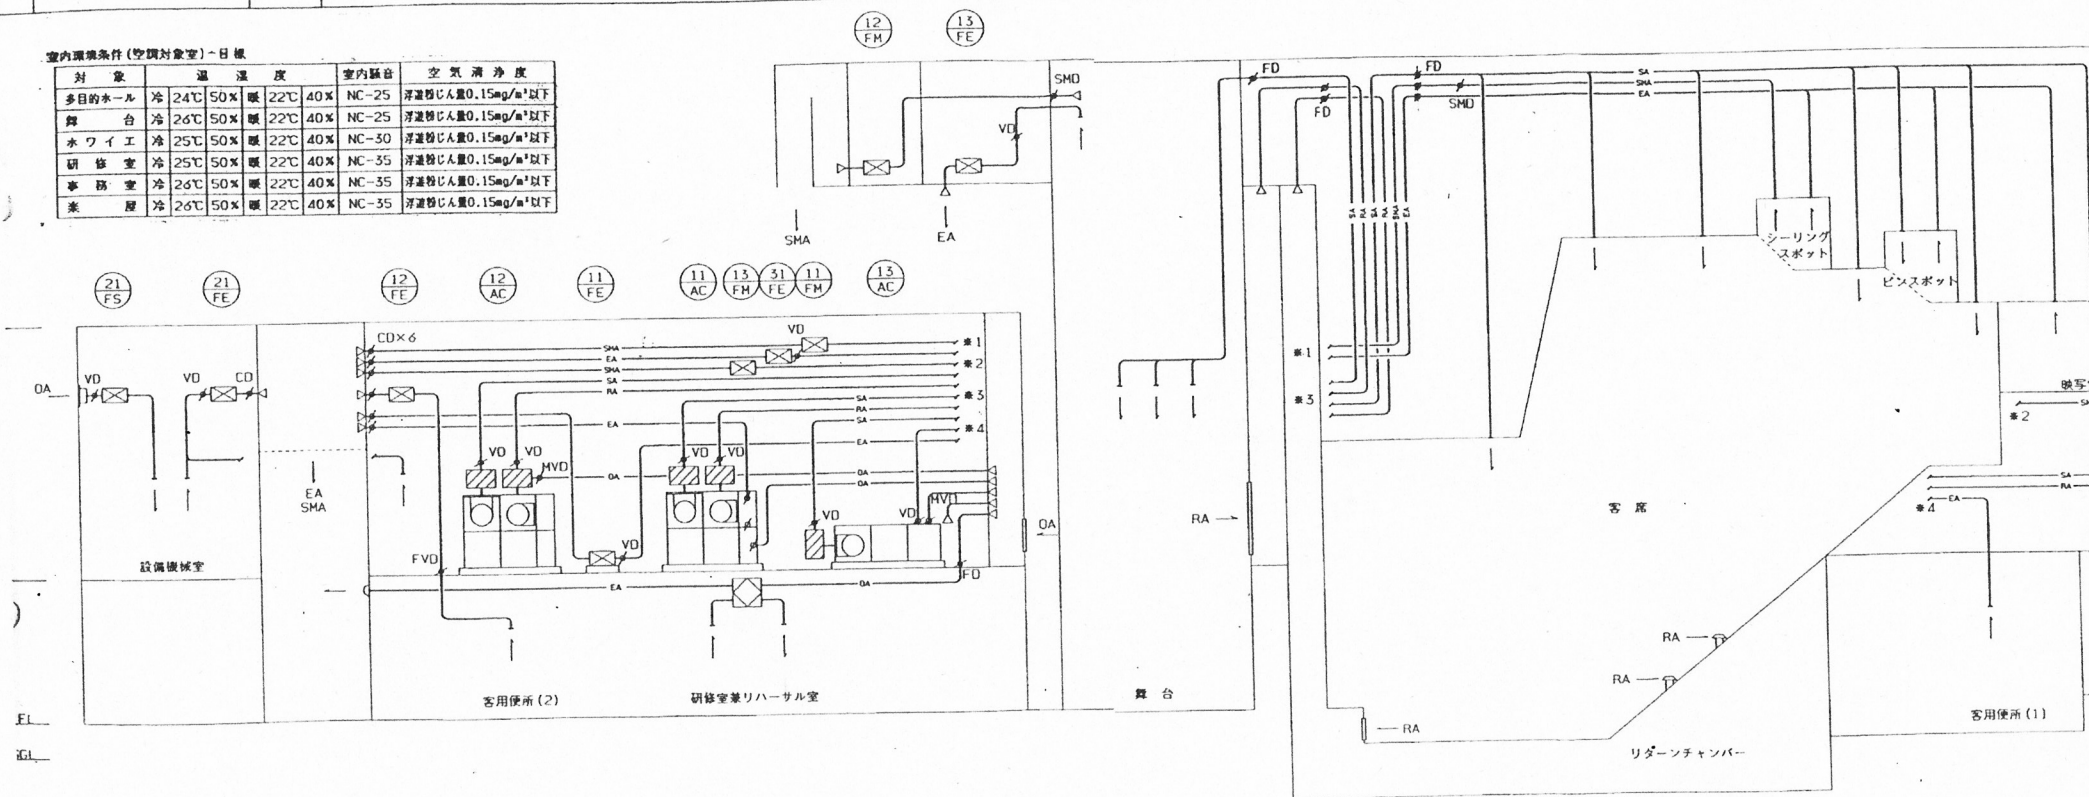 室内環境条件(空調対象室)-目標
対 象 温 湿 度 室内騒音 空気清浄度
多目的ホール 冷 24℃ 50% 暖 22℃ 40% NC-25 浮遊粉じん量0.15mg/m³以下
舞 台 冷 26℃ 50% 暖 22℃ 40% NC-25 浮遊粉じん量0.15mg/m³以下
ホワイエ 冷 25℃ 50% 暖 22℃ 40% NC-30 浮遊粉じん量0.15mg/m³以下
研 修 室 冷 25℃ 50% 暖 22℃ 40% NC-35 浮遊粉じん量0.15mg/m³以下
事 務 室 冷 26℃ 50% 暖 22℃ 40% NC-35 浮遊粉じん量0.15mg/m³以下
楽 屋 冷 26℃ 50% 暖 22℃ 40% NC-35 浮遊粉じん量0.15mg/m³以下
12 FM
13 FE
SMD
VD
SMA
EA
FD
FD
FD
SMD
SA
SMA
EA
SA
RA
SA
RA
SMA
EA
シーリング
スポット
ピンスポット
21 FS
21 FE
12 FE
12 AC
11 FE
11 AC
13 FM
31 FE
11 FM
13 AC
OA
VD
VD
CD
CD×6
VD
SMA
※1
EA
※2
SMA
SA
RA
SA
※3
RA
SA
EA
※4
EA
VD
VD
MVD
OA
VD
VD
OA
OA
EA
SMA
VD
VD
VD
MVD
OA
FVD
FD
EA
OA
設備機械室
客用便所(2)
研修室兼リハーサル室
舞 台
RA
※1
※3
客 席
※2
SA
RA
EA
※4
RA
RA
RA
リターンチャンバー
客用便所(1)
FL
GL